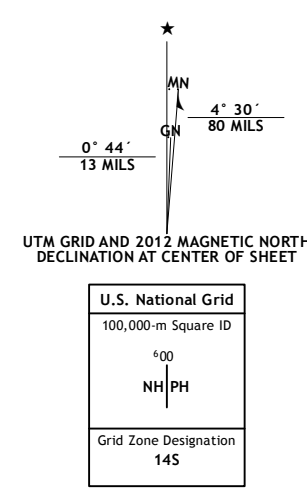 ★
MN
GN
4° 30´
80 MILS
0° 44´
13 MILS
UTM GRID AND 2012 MAGNETIC NORTH
DECLINATION AT CENTER OF SHEET
U.S. National Grid
100,000-m Square ID
⁶00
NH PH
Grid Zone Designation
14S